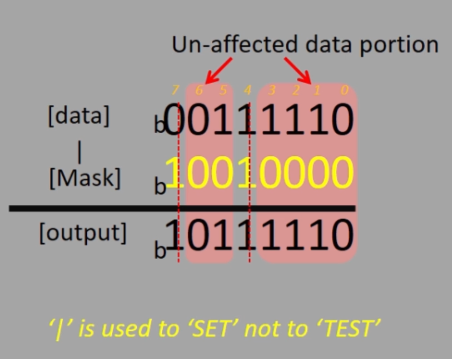 Un-affected data portion
7 6 5 4 3 2 1 0
[data] b00111110
|
[Mask] b10010000
[output] b10111110
‘|’ is used to ‘SET’ not to ‘TEST’